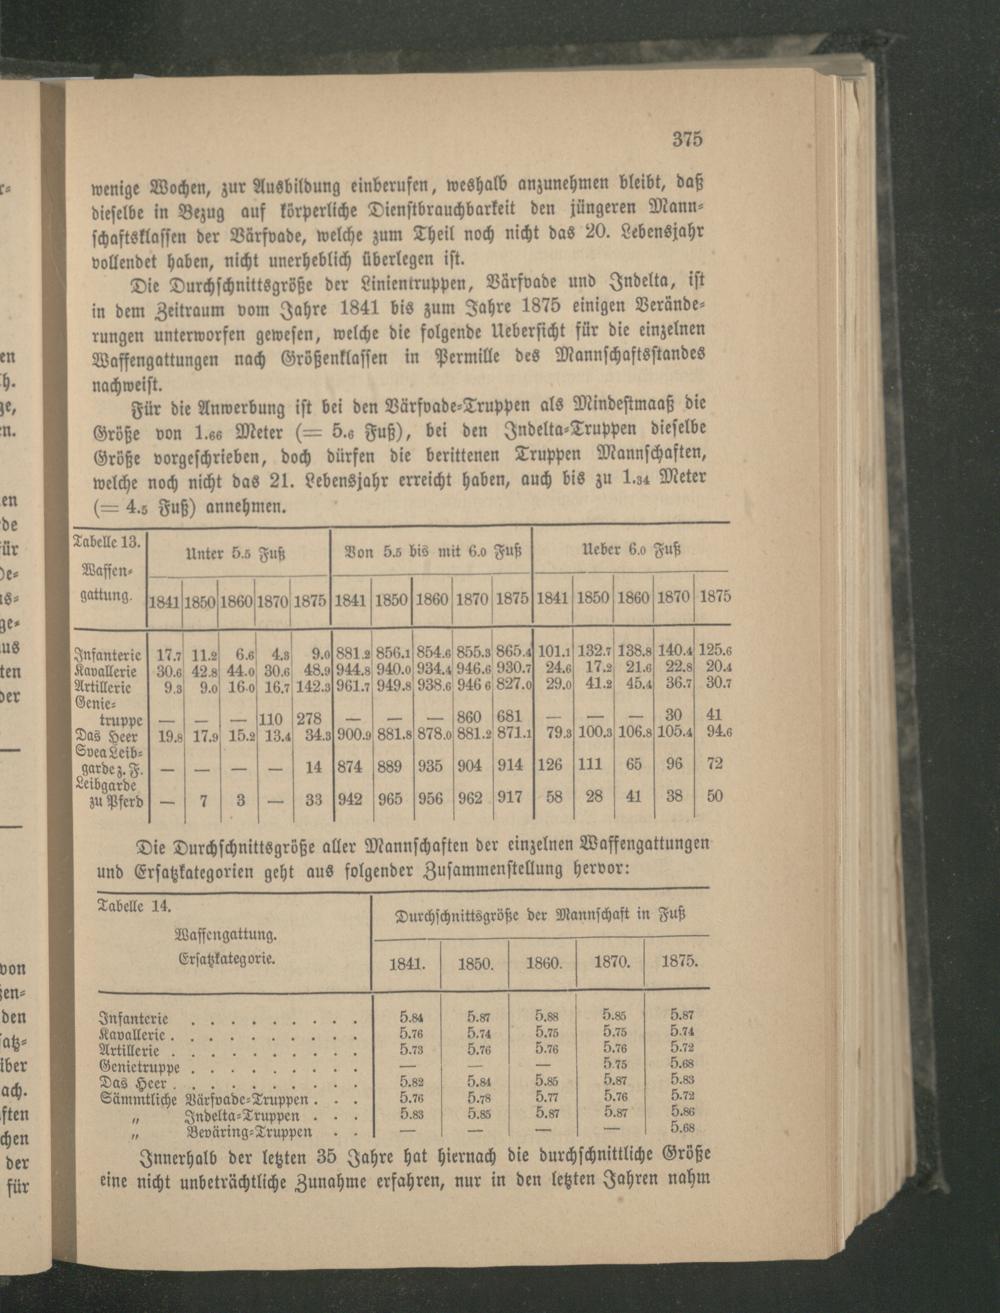 375
wenige Wochen, zur Ausbildung einberufen, weshalb anzunehmen bleibt, daß
dieselbe in Bezug auf körperliche Dienstbrauchbarkeit den jüngeren Mann-
schaftsklassen der Värfvade, welche zum Theil noch nicht das 20. Lebensjahr
vollendet haben, nicht unerheblich überlegen ist.
Die Durchschnittsgröße der Linientruppen, Värfvade und Indelta, ist
in dem Zeitraum vom Jahre 1841 bis zum Jahre 1875 einigen Verände-
rungen unterworfen gewesen, welche die folgende Uebersicht für die einzelnen
Waffengattungen nach Größenklassen in Permille des Mannschaftsstandes
nachweist.
Für die Anwerbung ist bei den Värfvade-Truppen als Mindestmaaß die
Größe von 1.66 Meter (= 5.6 Fuß), bei den Indelta-Truppen dieselbe
Größe vorgeschrieben, doch dürfen die berittenen Truppen Mannschaften,
welche noch nicht das 21. Lebensjahr erreicht haben, auch bis zu 1.34 Meter
(= 4.5 Fuß) annehmen.
Tabelle 13. Unter 5.5 Fuß Von 5.5 bis mit 6.0 Fuß Ueber 6.0 Fuß
Waffen-
gattung. 1841 1850 1860 1870 1875 1841 1850 1860 1870 1875 1841 1850 1860 1870 1875
Infanterie 17.7 11.2 6.6 4.3 9.0 881.2 856.1 854.6 855.3 865.4 101.1 132.7 138.8 140.4 125.6
Kavallerie 30.6 42.8 44.0 30.6 48.9 944.8 940.0 934.4 946.6 930.7 24.6 17.2 21.6 22.8 20.4
Artillerie 9.3 9.0 16.0 16.7 142.3 961.7 949.8 938.6 946 6 827.0 29.0 41.2 45.4 36.7 30.7
Genie-
truppe — — — 110 278 — — — 860 681 — — — 30 41
Das Heer 19.8 17.9 15.2 13.4 34.3 900.9 881.8 878.0 881.2 871.1 79.3 100.3 106.8 105.4 94.6
Svea Leib-
garde z. F. — — — — 14 874 889 935 904 914 126 111 65 96 72
Leibgarde
zu Pferd — 7 3 — 33 942 965 956 962 917 58 28 41 38 50
Die Durchschnittsgröße aller Mannschaften der einzelnen Waffengattungen
und Ersatzkategorien geht aus folgender Zusammenstellung hervor:
Tabelle 14. Durchschnittsgröße der Mannschaft in Fuß
Waffengattung.
Ersatzkategorie. 1841. 1850. 1860. 1870. 1875.
Infanterie . . . . . . . . . 5.84 5.87 5.88 5.85 5.87
Kavallerie . . . . . . . . . . 5.76 5.74 5.75 5.75 5.74
Artillerie . . . . . . . . . . 5.73 5.76 5.76 5.76 5.72
Genietruppe . . . . . . . . . — — — 5.75 5.68
Das Heer . . . . . . . . . . 5.82 5.84 5.85 5.87 5.83
Sämmtliche Värfvade-Truppen . . . 5.76 5.78 5.77 5.76 5.72
„ Indelta-Truppen . . . 5.83 5.85 5.87 5.87 5.86
„ Beväring-Truppen . . — — — — 5.68
Innerhalb der letzten 35 Jahre hat hiernach die durchschnittliche Größe
eine nicht unbeträchtliche Zunahme erfahren, nur in den letzten Jahren nahm